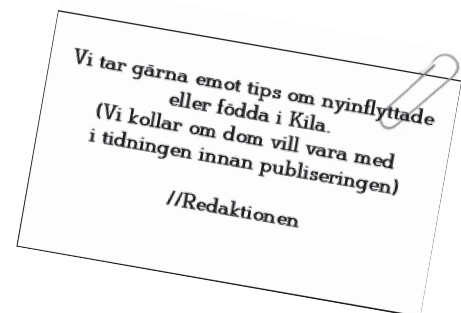 Vi tar gärna emot tips om nyinflyttade
eller födda i Kila.
(Vi kollar om dom vill vara med
i tidningen innan publiseringen)
//Redaktionen